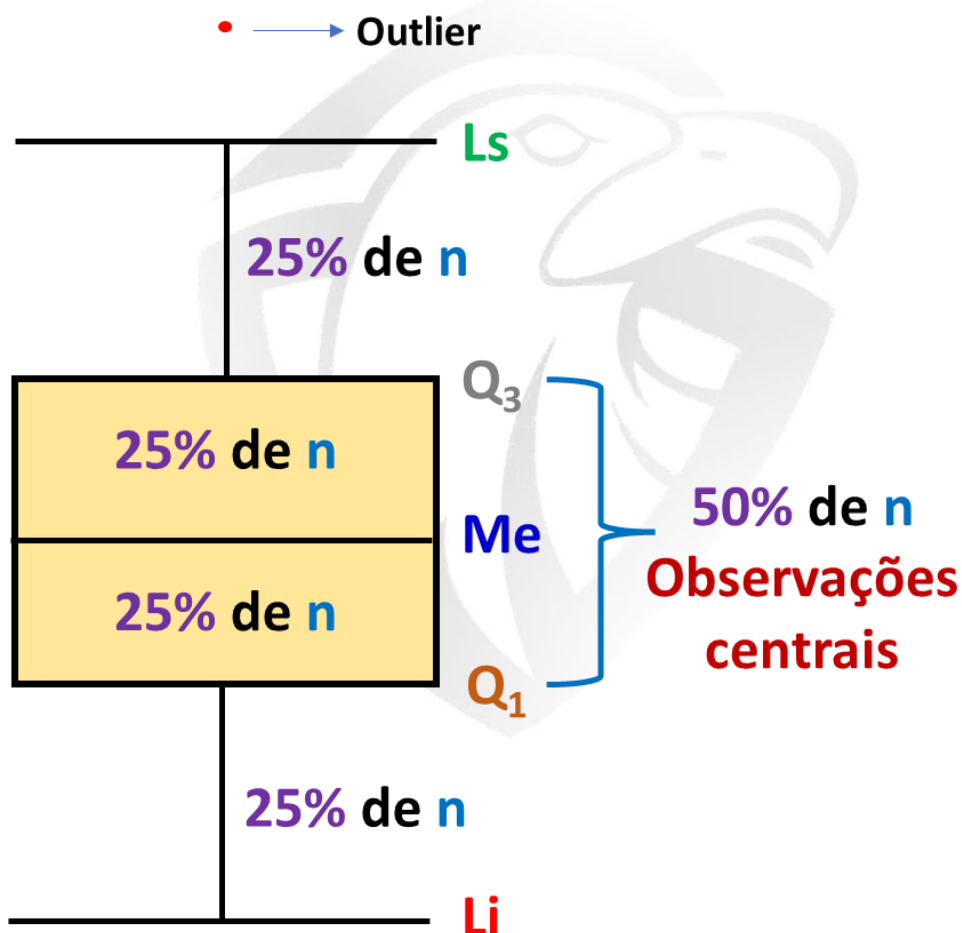 Outlier
Ls
25% de n
Q3
25% de n
Me
50% de n
Observações
centrais
25% de n
Q1
25% de n
Li